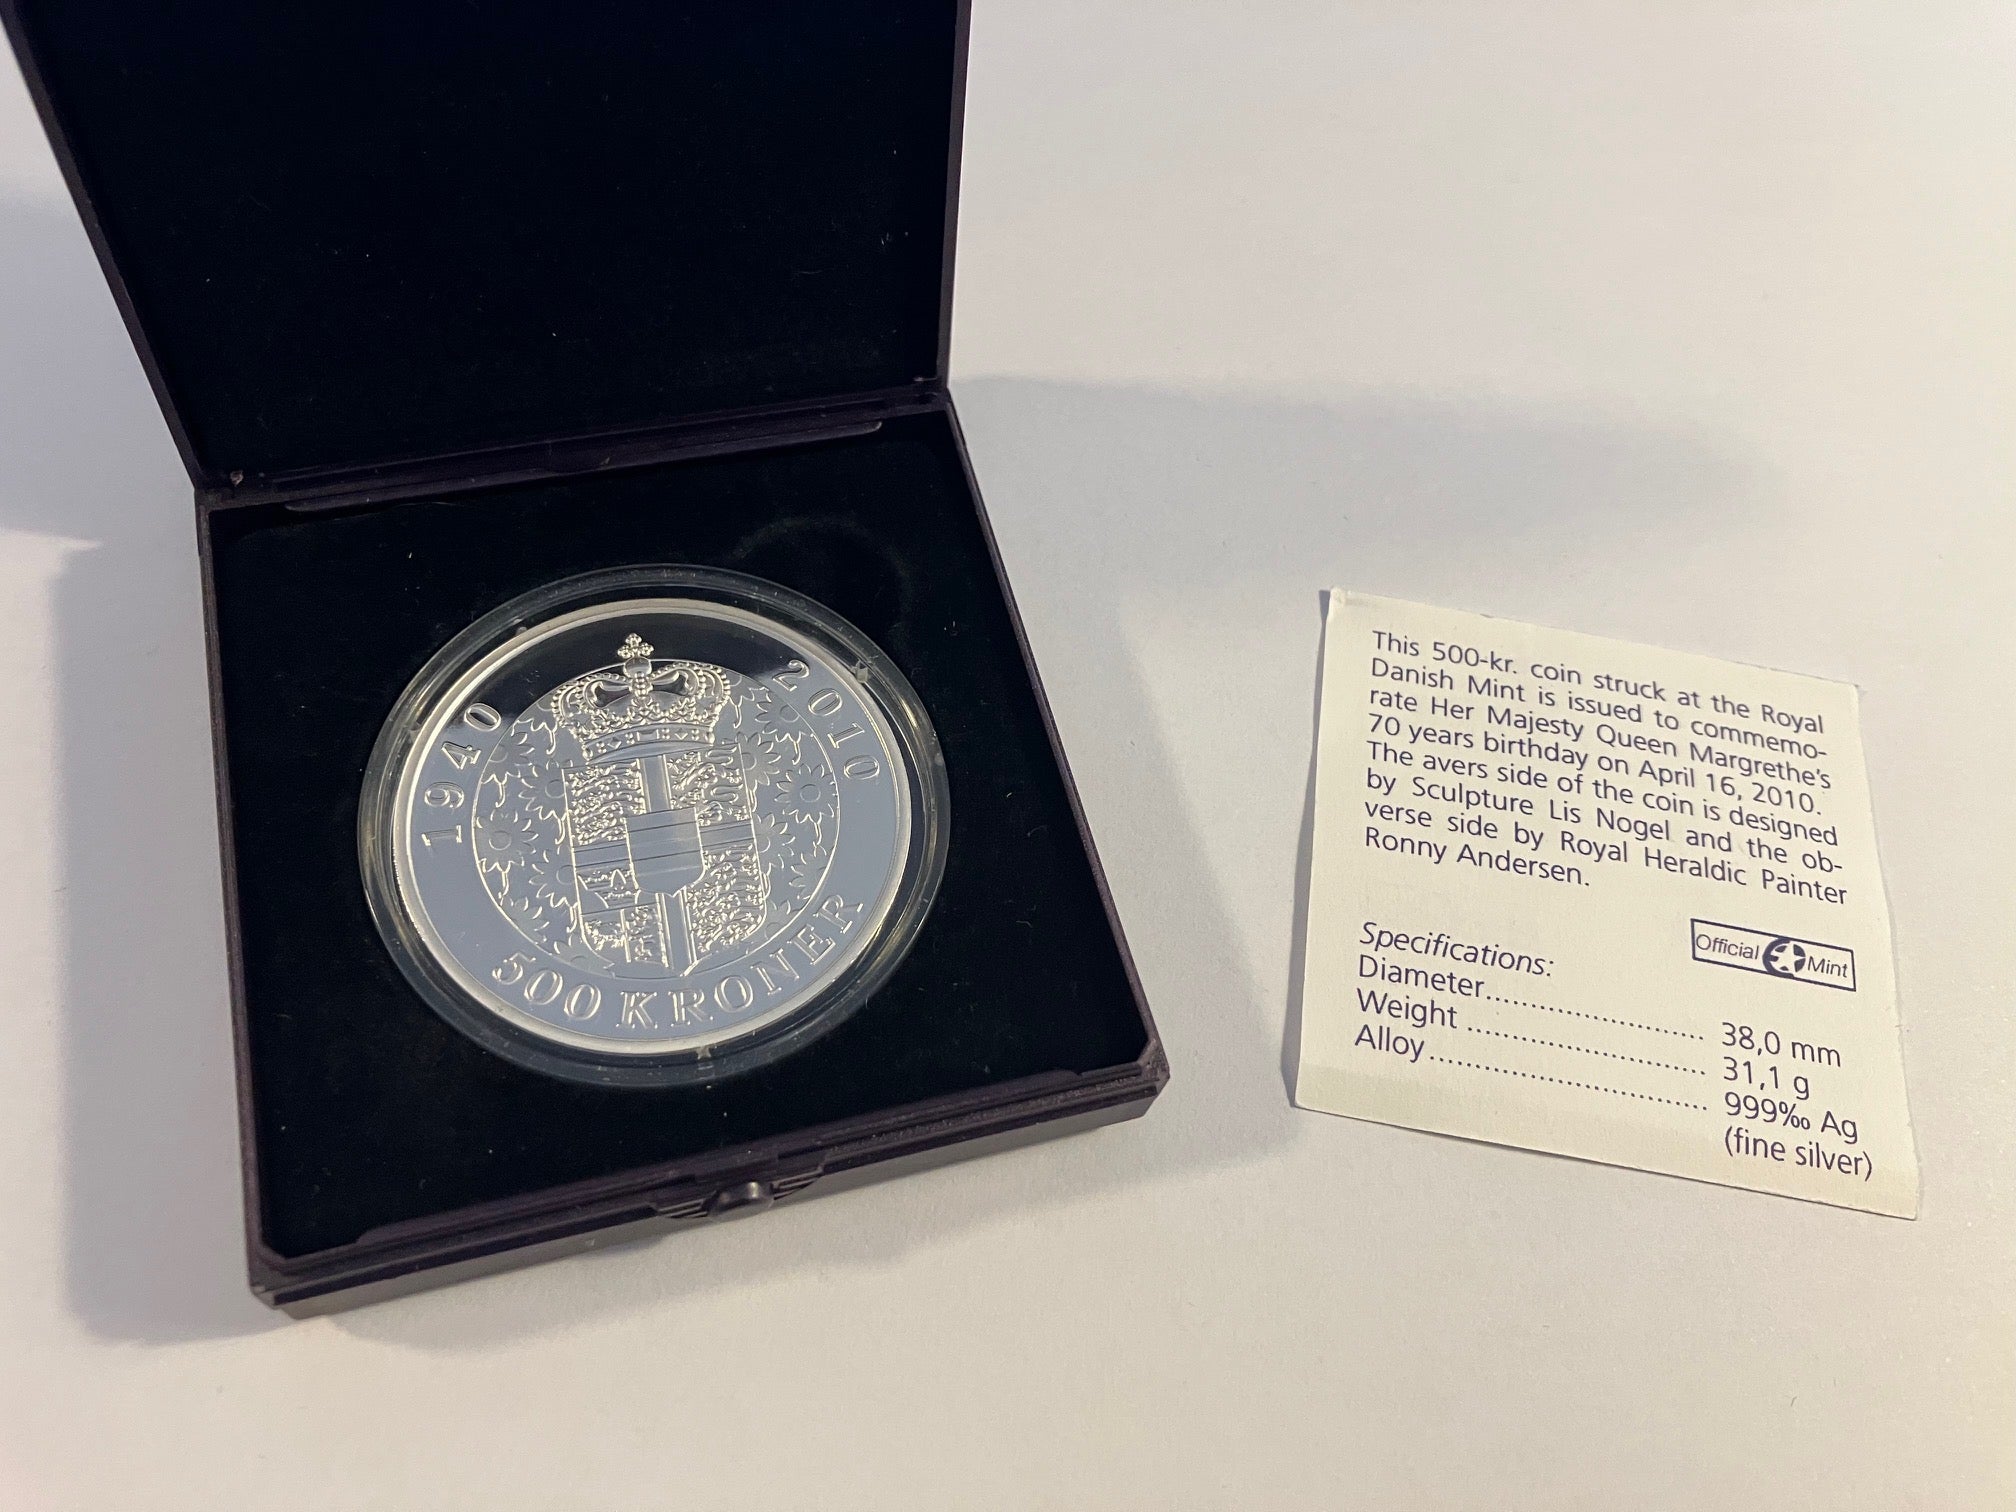 1940
2010
500 KRONER
This 500-kr. coin struck at the Royal
Danish Mint is issued to commemo-
rate Her Majesty Queen Margrethe's
70 years birthday on April 16, 2010.
The avers side of the coin is designed
by Sculpture Lis Nogel and the ob-
verse side by Royal Heraldic Painter
Ronny Andersen.
Official Mint
Specifications:
Diameter........................... 38,0 mm
Weight ............................. 31,1 g
Alloy.................................. 999‰ Ag
(fine silver)